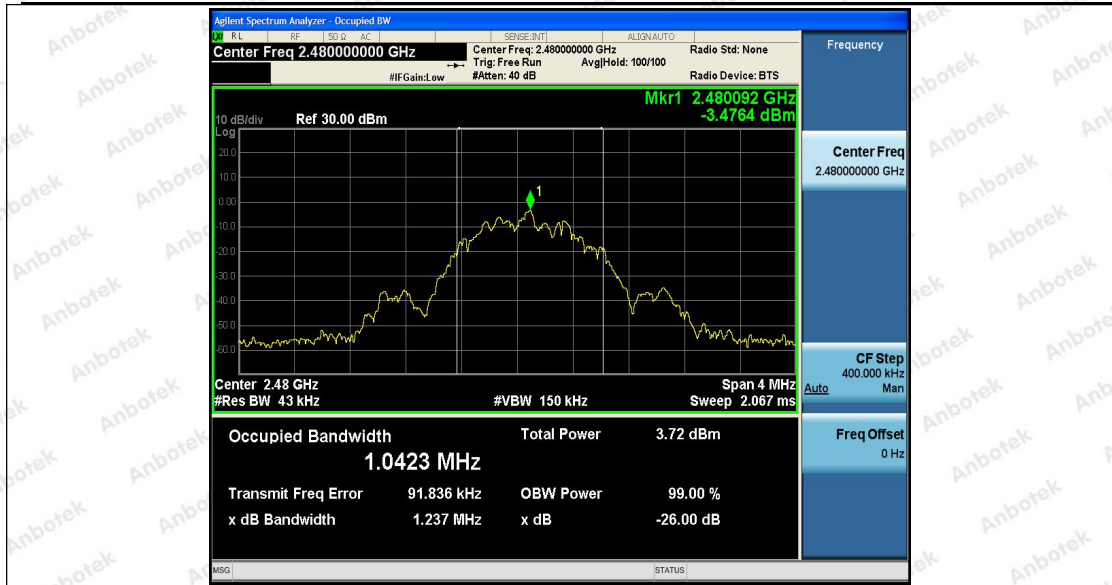 Agilent Spectrum Analyzer - Occupied BW
RL RF 50 Ω AC SENSE:INT ALIGNAUTO
Center Freq 2.480000000 GHz
Center Freq: 2.480000000 GHz
Radio Std: None
Trig: Free Run Avg|Hold: 100/100
#IFGain:Low #Atten: 40 dB
Radio Device: BTS
Mkr1 2.480092 GHz
-3.4764 dBm
10 dB/div Ref 30.00 dBm
Log
20.0
10.0
0.00
-10.0
-20.0
-30.0
-40.0
-50.0
-60.0
1
Center 2.48 GHz Span 4 MHz
#Res BW 43 kHz #VBW 150 kHz Sweep 2.067 ms
Occupied Bandwidth Total Power 3.72 dBm
1.0423 MHz
Transmit Freq Error 91.836 kHz OBW Power 99.00 %
x dB Bandwidth 1.237 MHz x dB -26.00 dB
MSG STATUS
Frequency
Center Freq
2.480000000 GHz
CF Step
400.000 kHz
Auto Man
Freq Offset
0 Hz
Anbotek